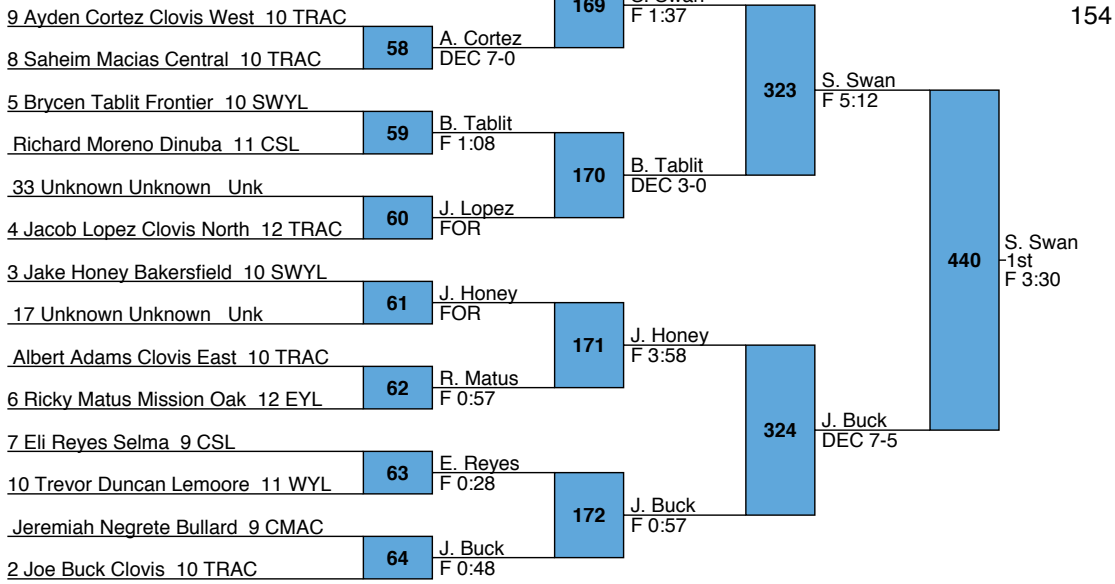 154
9 Ayden Cortez Clovis West 10 TRAC
8 Saheim Macias Central 10 TRAC
5 Brycen Tablit Frontier 10 SWYL
Richard Moreno Dinuba 11 CSL
33 Unknown Unknown Unk
4 Jacob Lopez Clovis North 12 TRAC
3 Jake Honey Bakersfield 10 SWYL
17 Unknown Unknown Unk
Albert Adams Clovis East 10 TRAC
6 Ricky Matus Mission Oak 12 EYL
7 Eli Reyes Selma 9 CSL
10 Trevor Duncan Lemoore 11 WYL
Jeremiah Negrete Bullard 9 CMAC
2 Joe Buck Clovis 10 TRAC
58
A. Cortez
DEC 7-0
59
B. Tablit
F 1:08
60
J. Lopez
FOR
61
J. Honey
FOR
62
R. Matus
F 0:57
63
E. Reyes
F 0:28
64
J. Buck
F 0:48
169
S. Swan
F 1:37
170
B. Tablit
DEC 3-0
171
J. Honey
F 3:58
172
J. Buck
F 0:57
323
S. Swan
F 5:12
324
J. Buck
DEC 7-5
440
S. Swan
1st
F 3:30